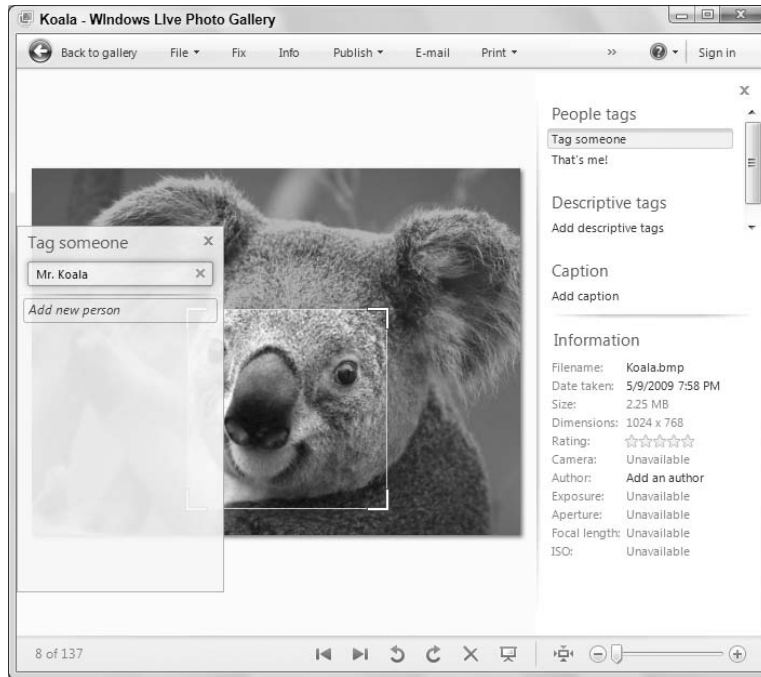 Koala - WIndows LIve Photo Gallery
Back to gallery File Fix Info Publish E-mail Print » ? Sign in
People tags
Tag someone
That's me!
Descriptive tags
Add descriptive tags
Caption
Add caption
Tag someone
Mr. Koala
Add new person
Information
Filename: Koala.bmp
Date taken: 5/9/2009 7:58 PM
Size: 2.25 MB
Dimensions: 1024 x 768
Rating:
Camera: Unavailable
Author: Add an author
Exposure: Unavailable
Aperture: Unavailable
Focal length: Unavailable
ISO: Unavailable
8 of 137